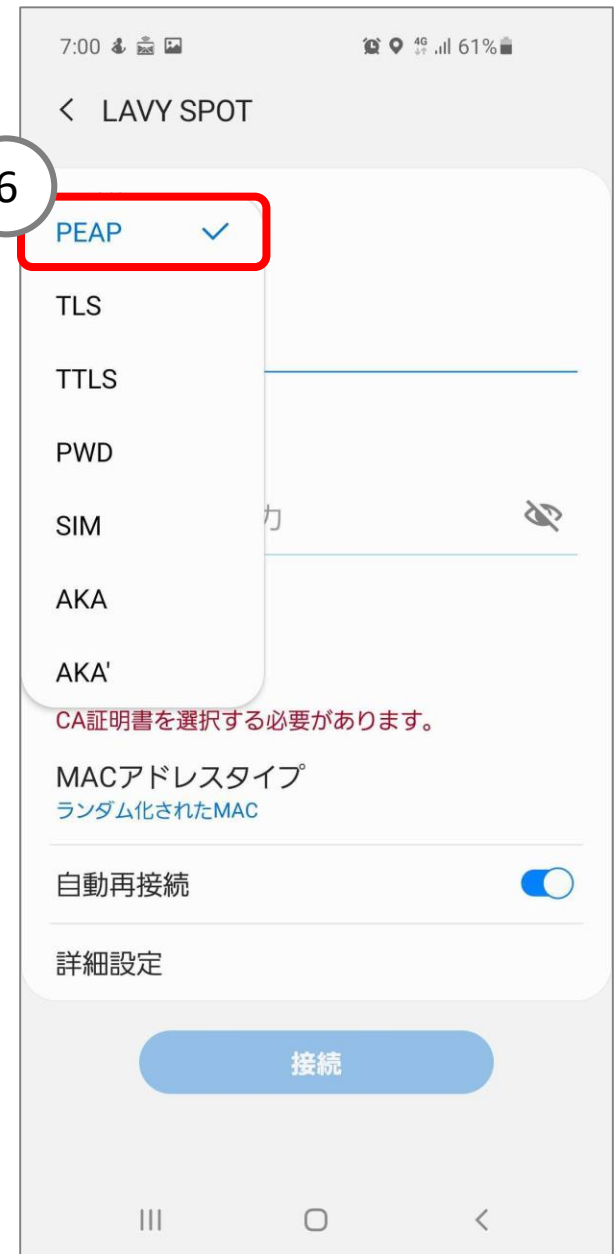 7:00 4G 61%
LAVY SPOT
6
PEAP
TLS
TTLS
PWD
SIM
カ
AKA
AKA'
CA証明書を選択する必要があります。
MACアドレスタイプ
ランダム化されたMAC
自動再接続
詳細設定
接続